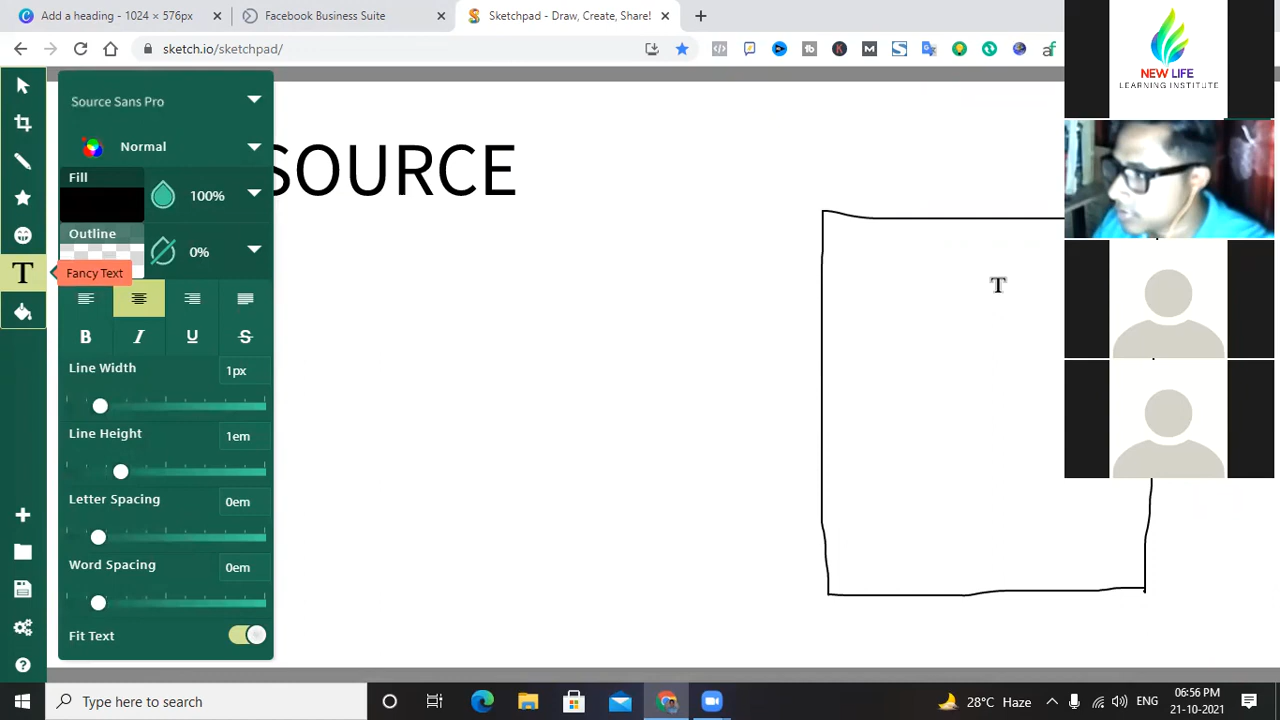 Add a heading - 1024 × 576px
Facebook Business Suite
Sketchpad - Draw, Create, Share!
sketch.io/sketchpad/
NEW LIFE
LEARNING INSTITUTE
Source Sans Pro
Normal
SOURCE
Fill
100%
Outline
0%
T
Fancy Text
T
B I U S
Line Width
1px
Line Height
1em
Letter Spacing
0em
Word Spacing
0em
Fit Text
Type here to search
28°C Haze
ENG
06:56 PM
21-10-2021